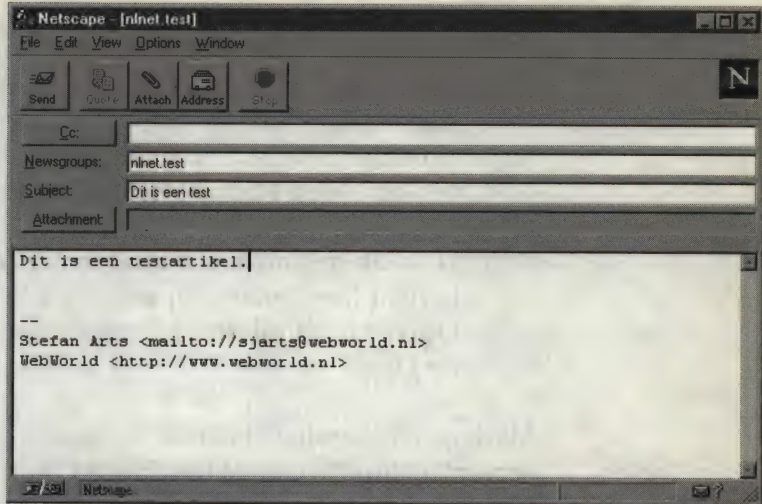 Netscape - [nlnet.test]
File Edit View Options Window
Send Quote Attach Address Stop
N
Cc:
Newsgroups: nlnet.test
Subject: Dit is een test
Attachment:
Dit is een testartikel.
--
Stefan Arts <mailto://sjarts@webworld.nl>
WebWorld <http://www.webworld.nl>
Netscape
?